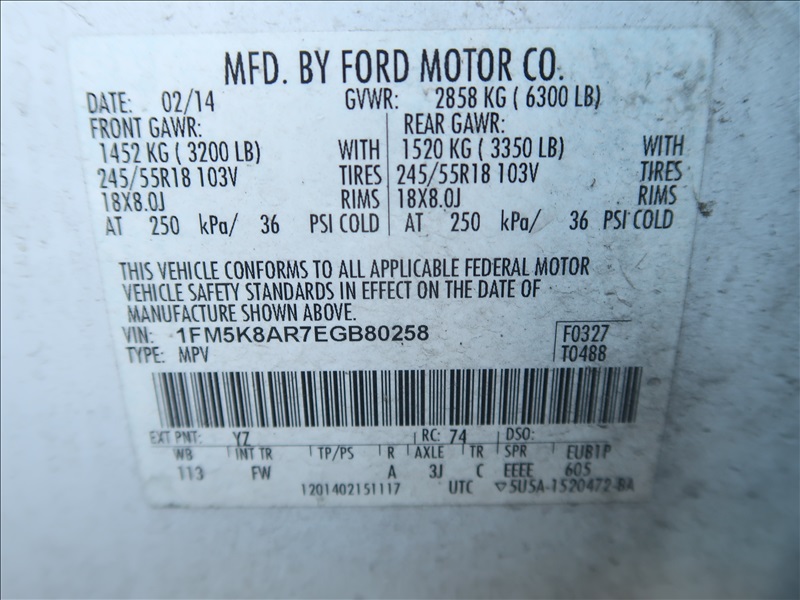 MFD. BY FORD MOTOR CO.
DATE: 02/14 GVWR: 2858 KG ( 6300 LB)
FRONT GAWR: REAR GAWR:
1452 KG ( 3200 LB) WITH 1520 KG ( 3350 LB) WITH
245/55R18 103V TIRES 245/55R18 103V TIRES
18X8.0J RIMS 18X8.0J RIMS
AT 250 kPa/ 36 PSI COLD AT 250 kPa/ 36 PSI COLD
THIS VEHICLE CONFORMS TO ALL APPLICABLE FEDERAL MOTOR
VEHICLE SAFETY STANDARDS IN EFFECT ON THE DATE OF
MANUFACTURE SHOWN ABOVE.
VIN: 1FM5K8AR7EGB80258 F0327
TYPE: MPV T0488
EXT PNT: YZ RC: 74 DSO:
WB INT TR TP/PS R AXLE TR SPR EUB1P
113 FW A 3J C EEEE 605
1201402151117 UTC ▽5U5A-1520472-BA